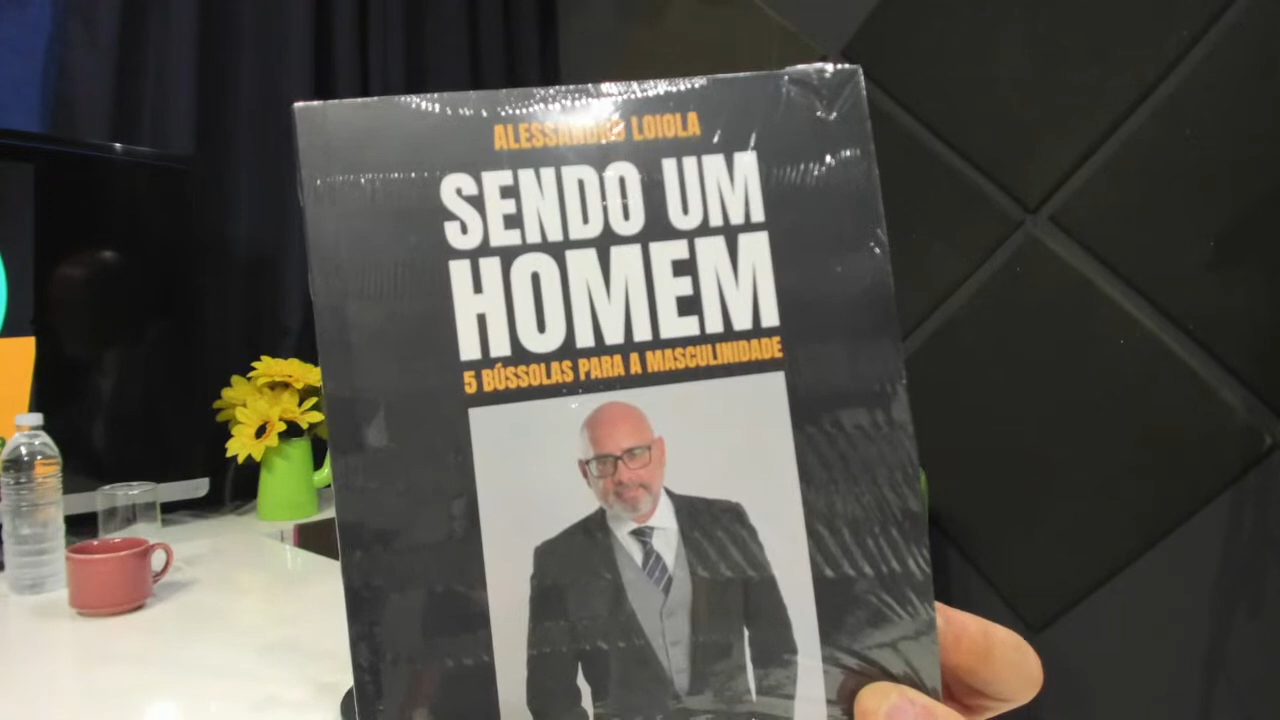 ALESSANDRO LOIOLA
SENDO UM
HOMEM
5 BÚSSOLAS PARA A MASCULINIDADE